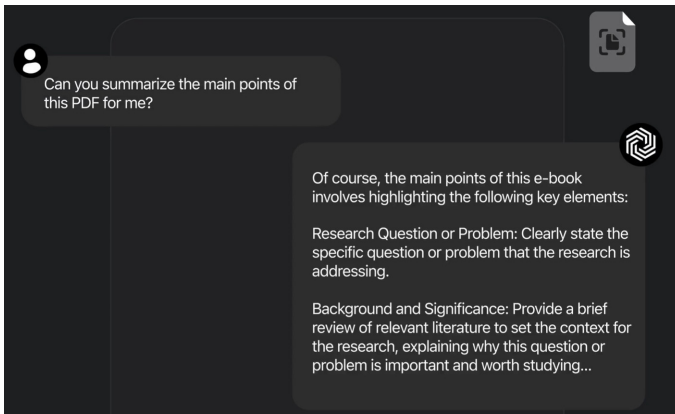 Can you summarize the main points of
this PDF for me?
Of course, the main points of this e-book
involves highlighting the following key elements:
Research Question or Problem: Clearly state the
specific question or problem that the research is
addressing.
Background and Significance: Provide a brief
review of relevant literature to set the context for
the research, explaining why this question or
problem is important and worth studying...